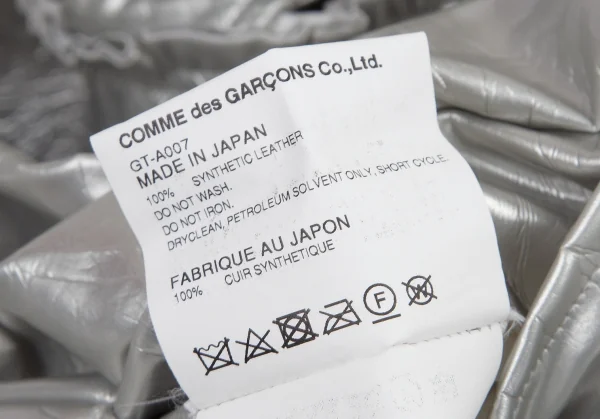 COMME des GARÇONS Co.,Ltd.
GT-A007
MADE IN JAPAN
100% SYNTHETIC LEATHER
DO NOT WASH.
DO NOT IRON.
DRYCLEAN, PETROLEUM SOLVENT ONLY, SHORT CYCLE.
FABRIQUE AU JAPON
100% CUIR SYNTHETIQUE
F W